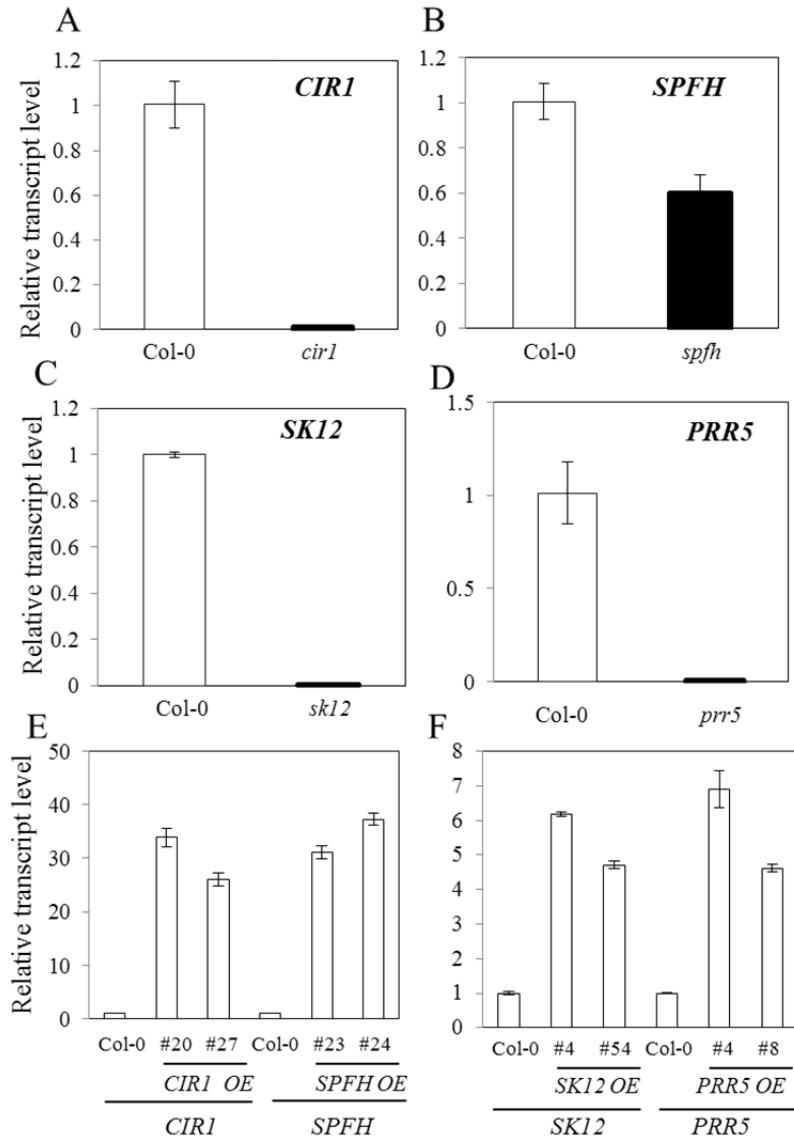 A
B
Relative transcript level
1.2
1
0.8
0.6
0.4
0.2
0
CIR1
Col-0
cir1
1.2
1
0.8
0.6
0.4
0.2
0
SPFH
Col-0
spfh
C
D
Relative transcript level
1.2
1
0.8
0.6
0.4
0.2
0
SK12
Col-0
sk12
1.5
1
0.5
0
PRR5
Col-0
prr5
E
F
Relative transcript level
50
40
30
20
10
0
Col-0 #20 #27 Col-0 #23 #24
CIR1 OE SPFH OE
CIR1 SPFH
8
7
6
5
4
3
2
1
0
Col-0 #4 #54 Col-0 #4 #8
SK12 OE PRR5 OE
SK12 PRR5